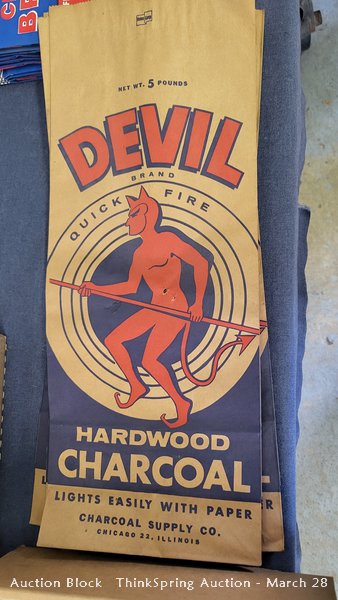 NET WT. 5 POUNDS
DEVIL
BRAND
QUICK FIRE
HARDWOOD
CHARCOAL
LIGHTS EASILY WITH PAPER
CHARCOAL SUPPLY CO.
CHICAGO 22, ILLINOIS
ER
Auction Block ThinkSpring Auction - March 28